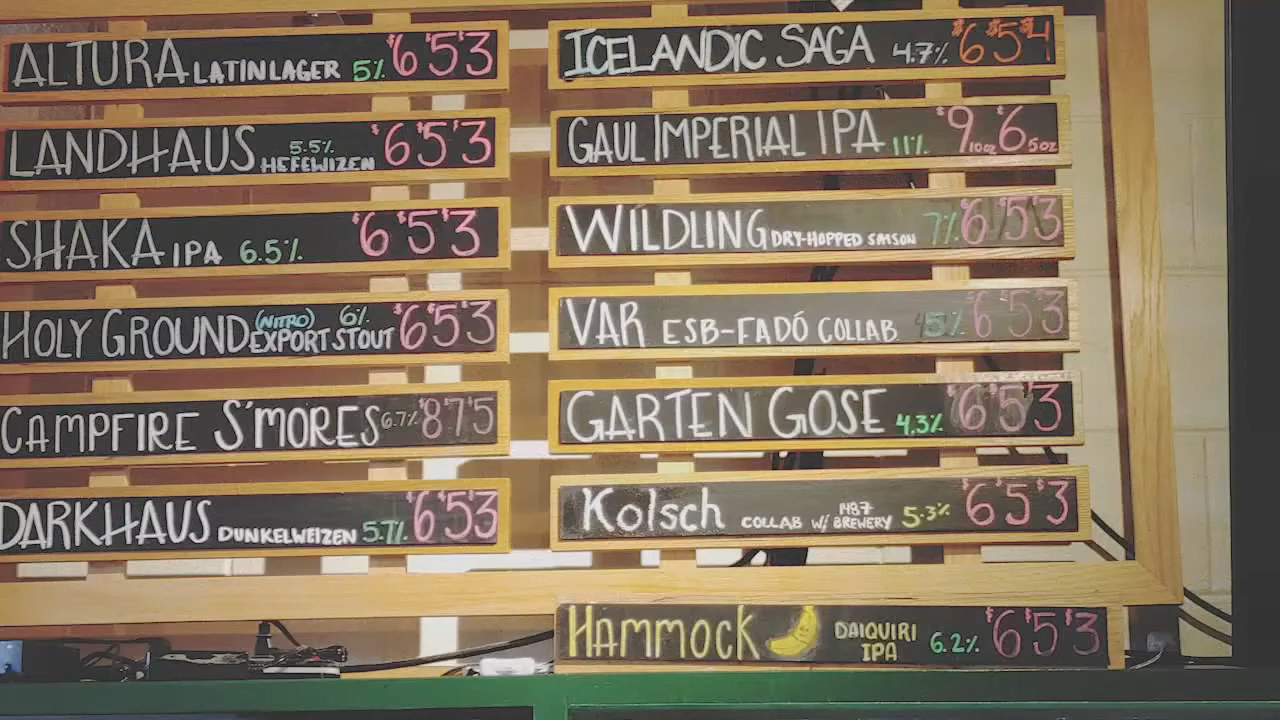 ALTURA LATIN LAGER 5% $6 $5 $3
LANDHAUS 5.5% HEFEWIZEN $6 $5 $3
SHAKA IPA 6.5% $6 $5 $3
HOLY GROUND (NITRO) 6% EXPORT STOUT $6 $5 $3
CAMPFIRE S'MORES 6.7% $8 $7 $5
DARKHAUS DUNKELWEIZEN 5.7% $6 $5 $3
ICELANDIC SAGA 4.7% $6 $5 $4
GAUL IMPERIAL IPA 11% $9 10oz $6 5oz
WILDLING DRY-HOPPED SAISON 7% $6 $5 $3
VAR ESB-FADÓ COLLAB $6 $5 $3
GARTEN GOSE 4.3% $6 $5 $3
Kolsch COLLAB W/ 1487 BREWERY 5.3% $6 $5 $3
HAMMOCK DAIQUIRI IPA 6.2% $6 $5 $3